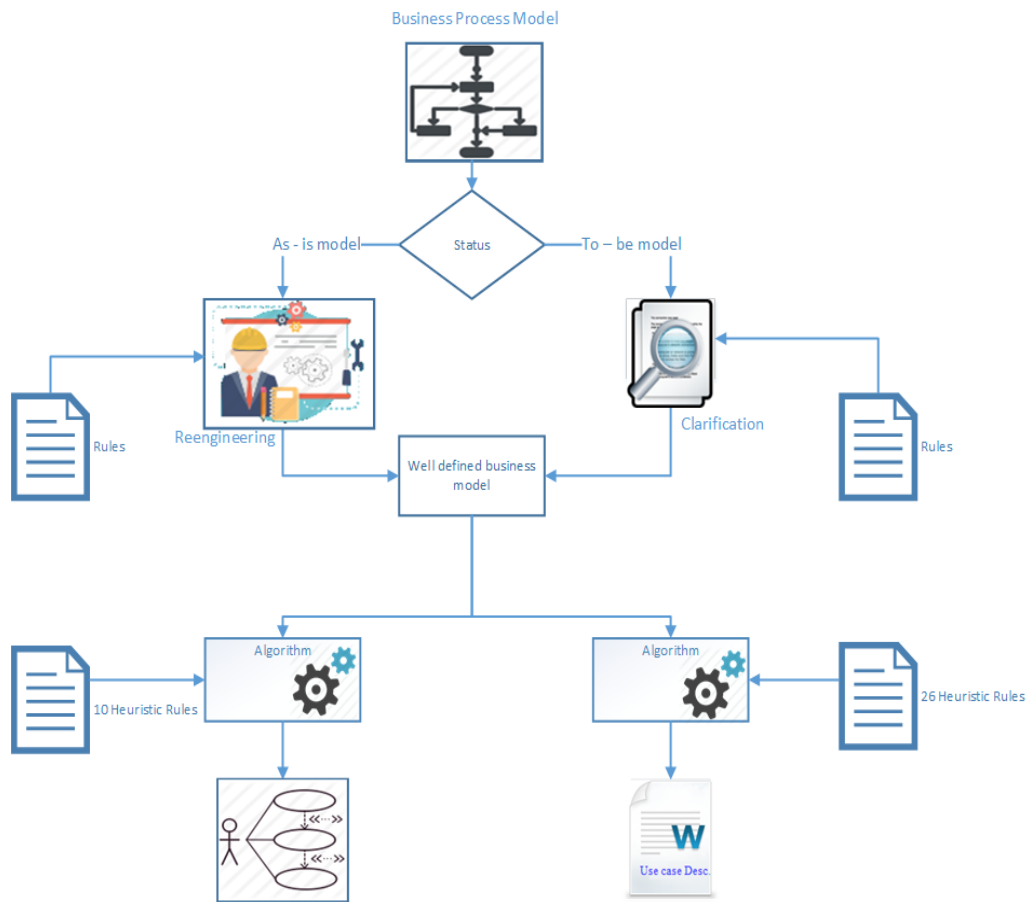 Business Process Model
Status
As - is model
To – be model
Reengineering
Clarification
Rules
Rules
Well defined business
model
Algorithm
Algorithm
10 Heuristic Rules
26 Heuristic Rules
«···»
«···»
W
Use case Desc.